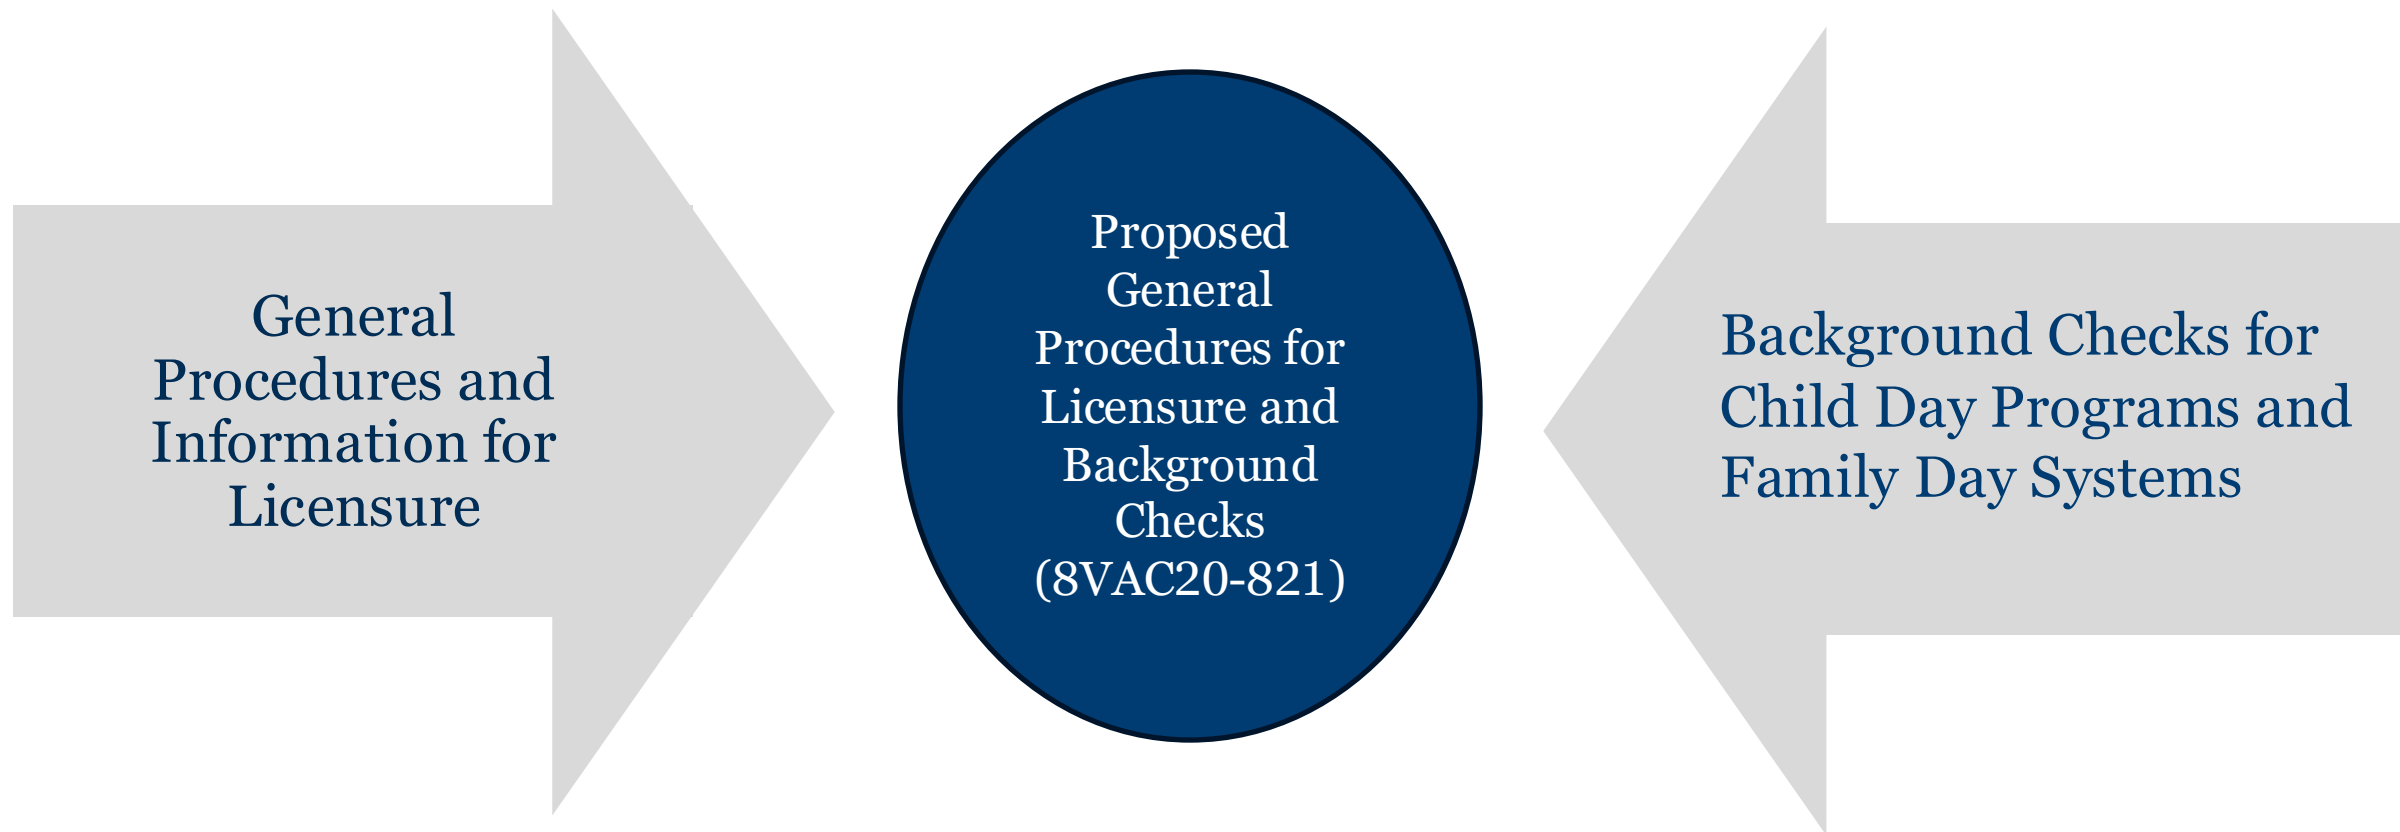 General
Procedures and
Information for
Licensure
Proposed
General
Procedures for
Licensure and
Background
Checks
(8VAC20-821)
Background Checks for
Child Day Programs and
Family Day Systems